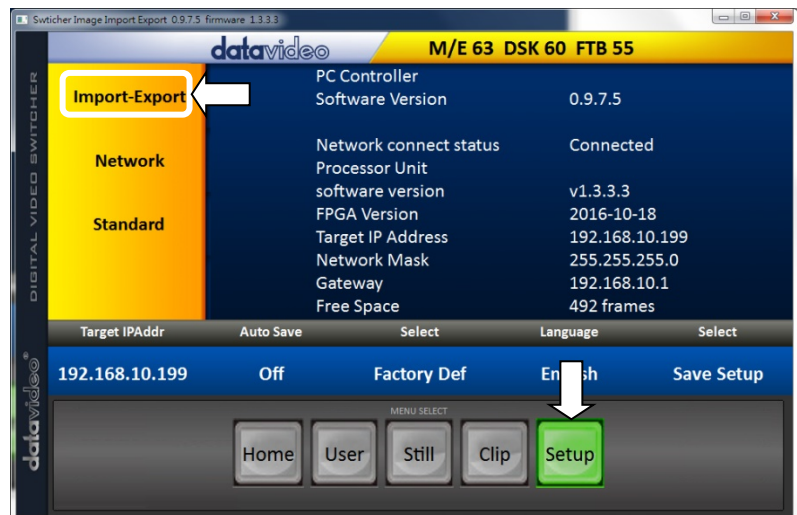 Swticher Image Import Export 0.9.7.5 firmware 1.3.3.3
datavideo M/E 63 DSK 60 FTB 55
DIGITAL VIDEO SWITCHER
Import-Export
Network
Standard
PC Controller
Software Version 0.9.7.5
Network connect status Connected
Processor Unit
software version v1.3.3.3
FPGA Version 2016-10-18
Target IP Address 192.168.10.199
Network Mask 255.255.255.0
Gateway 192.168.10.1
Free Space 492 frames
Target IPAddr Auto Save Select Language Select
192.168.10.199 Off Factory Def Save Setup
datavideo
MENU SELECT
Home User Still Clip Setup